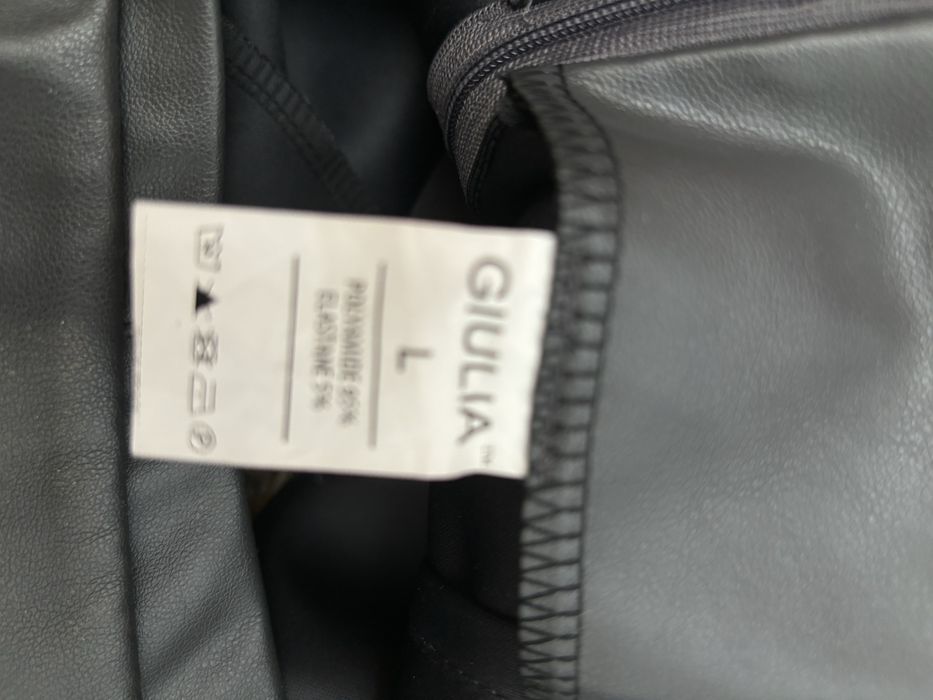 GIULIA™
L
POLYAMIDE 95%
ELASTANE 5%